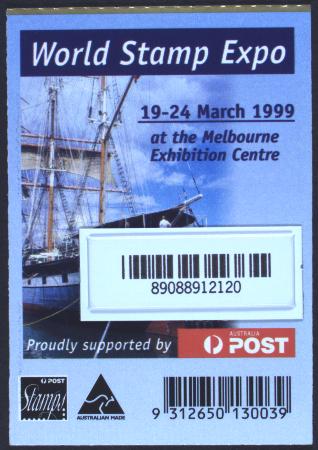 World Stamp Expo
19-24 March 1999
at the Melbourne
Exhibition Centre
89088912120
Proudly supported by
AUSTRALIA
POST
POST
Stamps!
AUSTRALIAN MADE
9 312650 130039